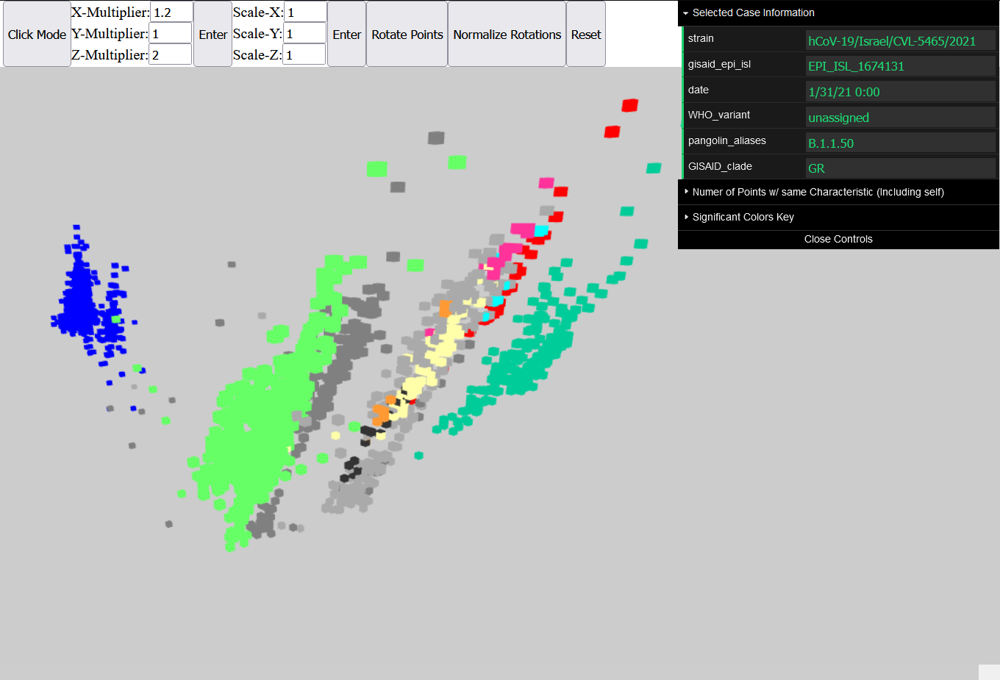 Click Mode
X-Multiplier: 1.2
Y-Multiplier: 1
Z-Multiplier: 2
Enter
Scale-X: 1
Scale-Y: 1
Scale-Z: 1
Enter
Rotate Points
Normalize Rotations
Reset
Selected Case Information
strain hCoV-19/Israel/CVL-5465/2021
gisaid_epi_isl EPI_ISL_1674131
date 1/31/21 0:00
WHO_variant unassigned
pangolin_aliases B.1.1.50
GISAID_clade GR
Numer of Points w/ same Characteristic (Including self)
Significant Colors Key
Close Controls